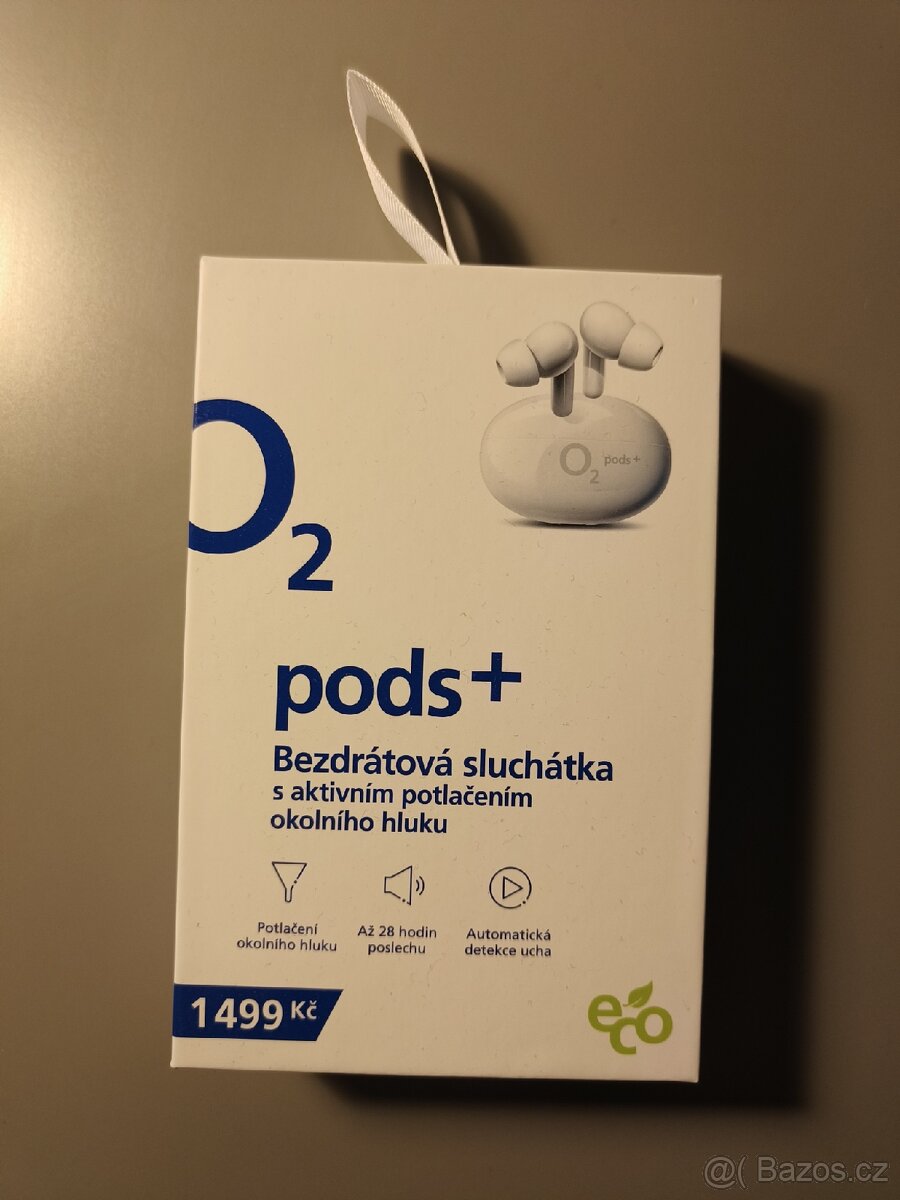 O2 pods+
O2
pods+
Bezdrátová sluchátka
s aktivním potlačením
okolního hluku
Potlačení
okolního hluku
Až 28 hodin
poslechu
Automatická
detekce ucha
1499 Kč
eco
@( Bazos.cz